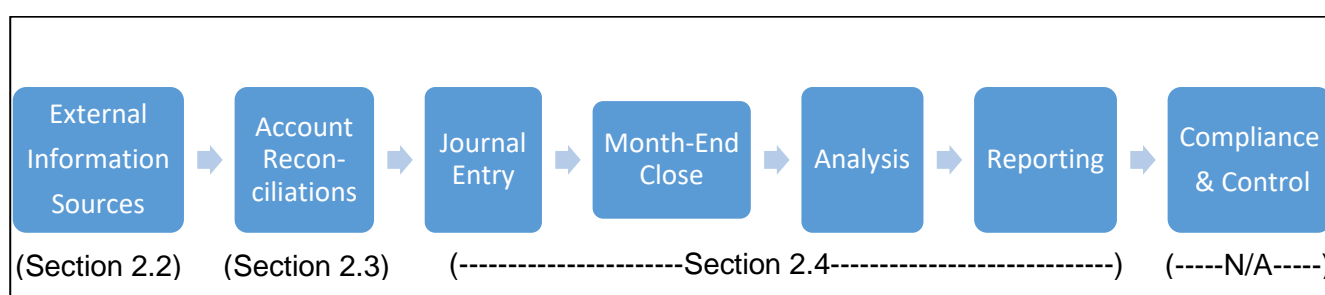 External
Information
Sources
Account
Recon-
ciliations
Journal
Entry
Month-End
Close
Analysis
Reporting
Compliance
& Control
(Section 2.2)
(Section 2.3)
(-----------------------Section 2.4-----------------------------)
(-----N/A-----)